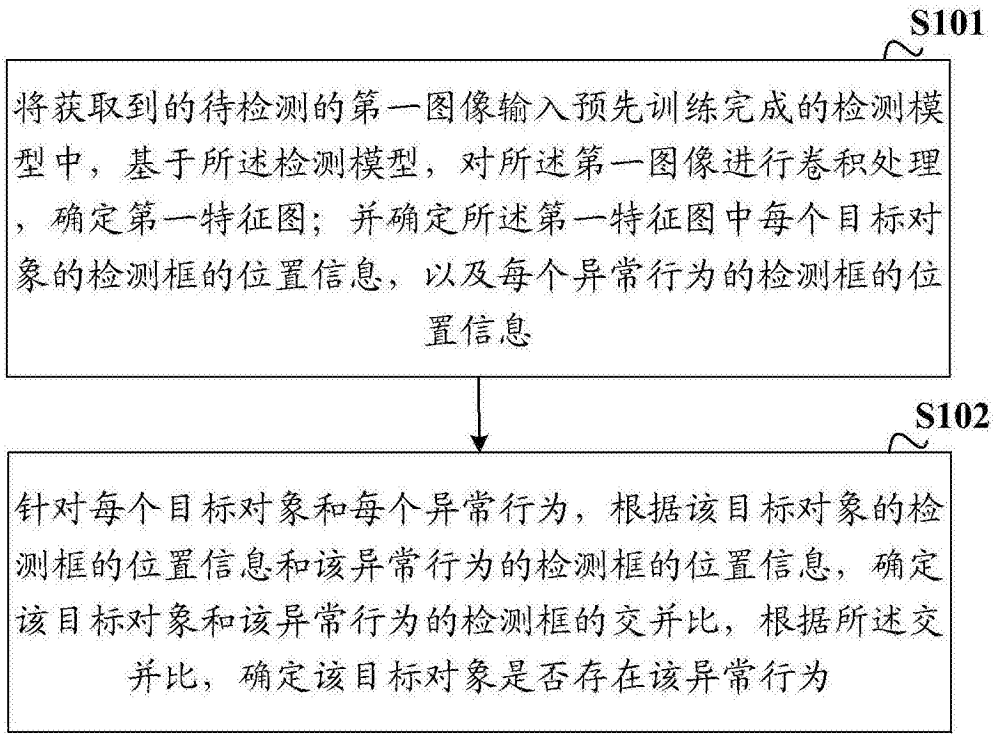 S101
将获取到的待检测的第一图像输入预先训练完成的检测模
型中，基于所述检测模型，对所述第一图像进行卷积处理
，确定第一特征图；并确定所述第一特征图中每个目标对
象的检测框的位置信息，以及每个异常行为的检测框的位
置信息
S102
针对每个目标对象和每个异常行为，根据该目标对象的检
测框的位置信息和该异常行为的检测框的位置信息，确定
该目标对象和该异常行为的检测框的交并比，根据所述交
并比，确定该目标对象是否存在该异常行为